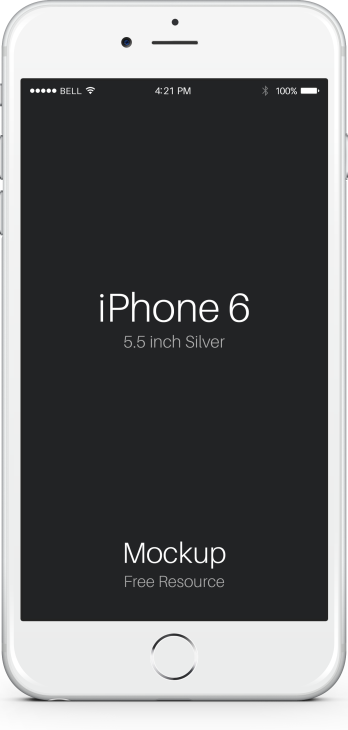 BELL 4:21 PM 100%
iPhone 6
5.5 inch Silver
Mockup
Free Resource